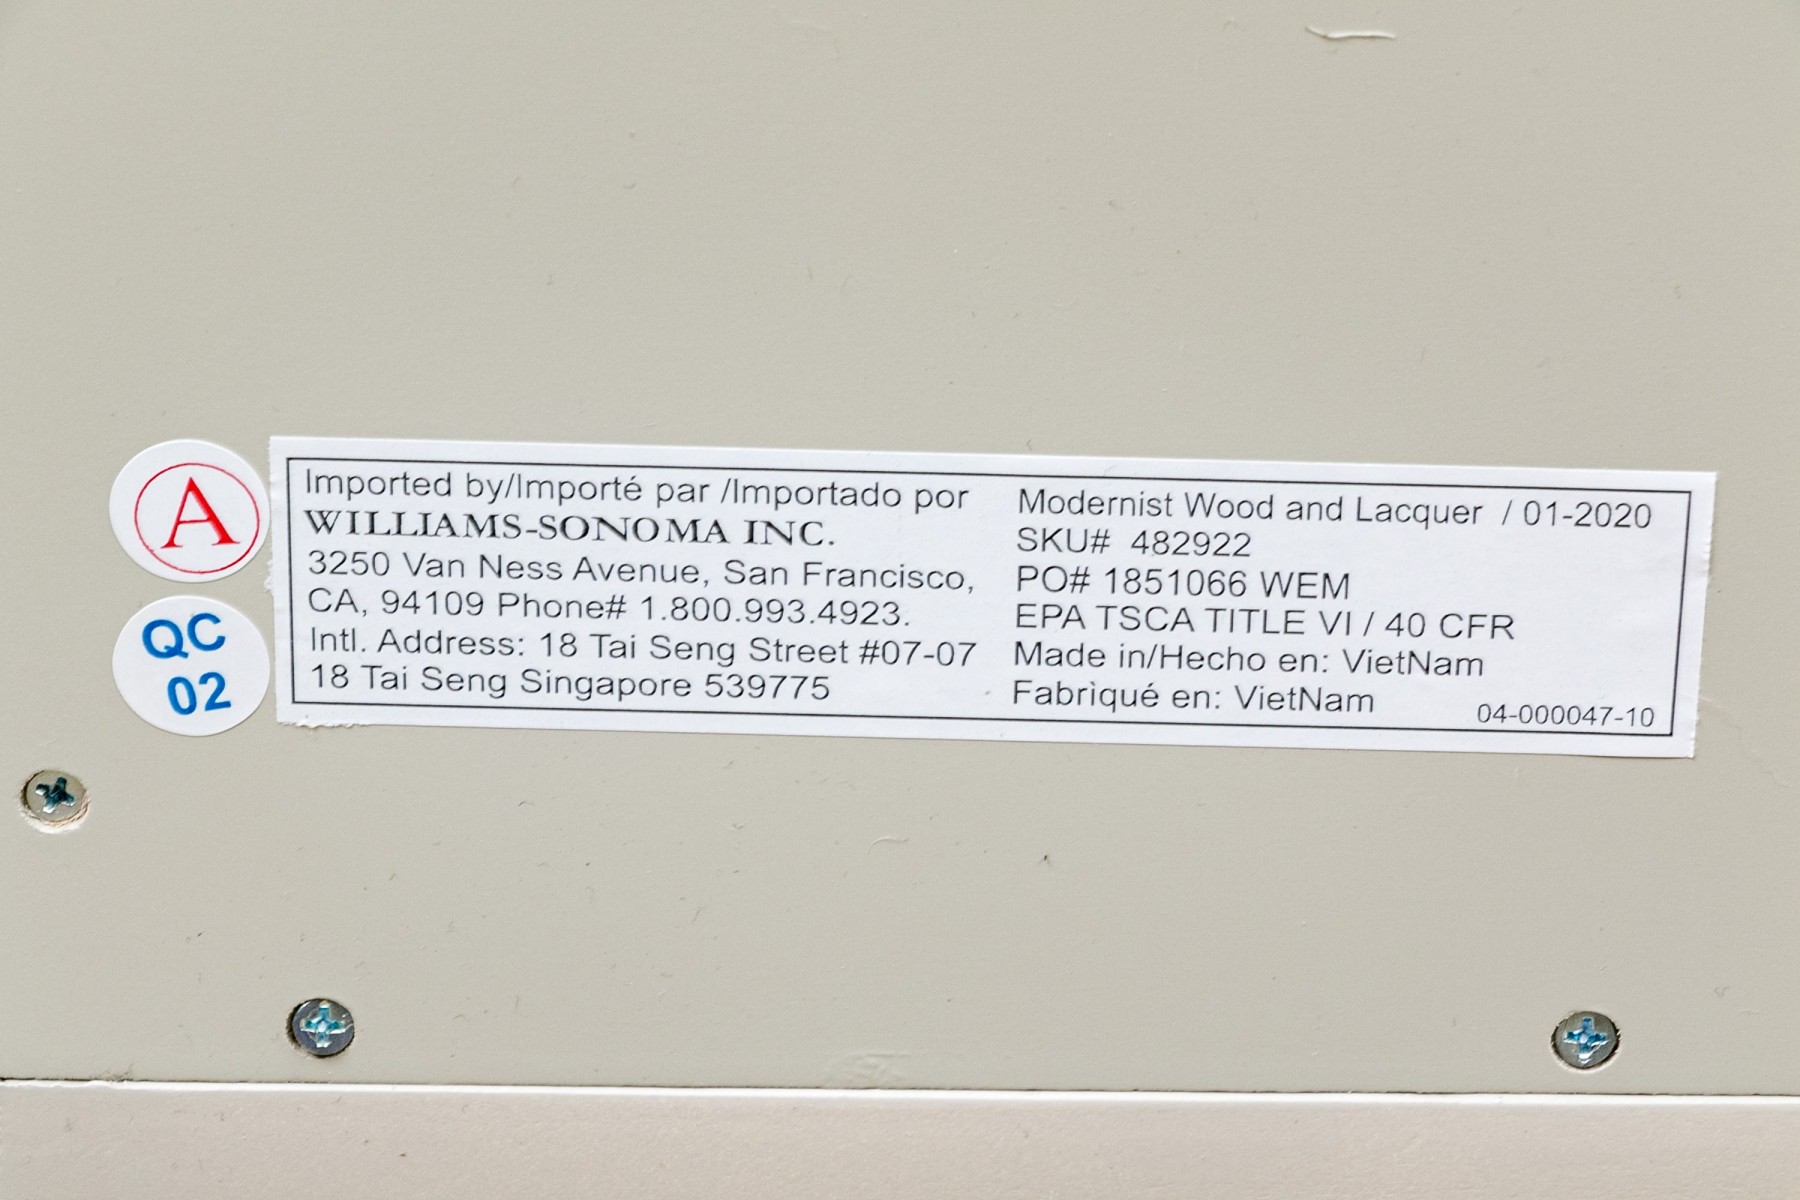 A
QC
02
Imported by/Importé par /Importado por
WILLIAMS-SONOMA INC.
3250 Van Ness Avenue, San Francisco,
CA, 94109 Phone# 1.800.993.4923.
Intl. Address: 18 Tai Seng Street #07-07
18 Tai Seng Singapore 539775
Modernist Wood and Lacquer / 01-2020
SKU# 482922
PO# 1851066 WEM
EPA TSCA TITLE VI / 40 CFR
Made in/Hecho en: VietNam
Fabriqué en: VietNam
04-000047-10